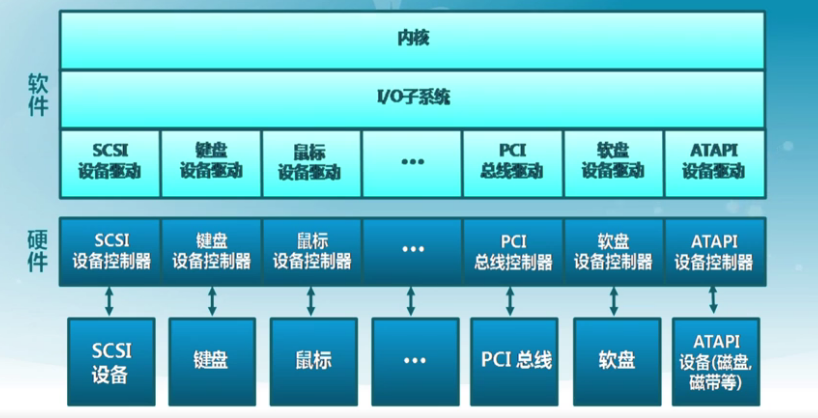 软件
内核
I/O子系统
SCSI
设备驱动
键盘
设备驱动
鼠标
设备驱动
•••
PCI
总线驱动
软盘
设备驱动
ATAPI
设备驱动
硬件
SCSI
设备控制器
键盘
设备控制器
鼠标
设备控制器
•••
PCI
总线控制器
软盘
设备控制器
ATAPI
设备控制器
SCSI
设备
键盘
鼠标
•••
PCI 总线
软盘
ATAPI
设备(磁盘,
磁带等)